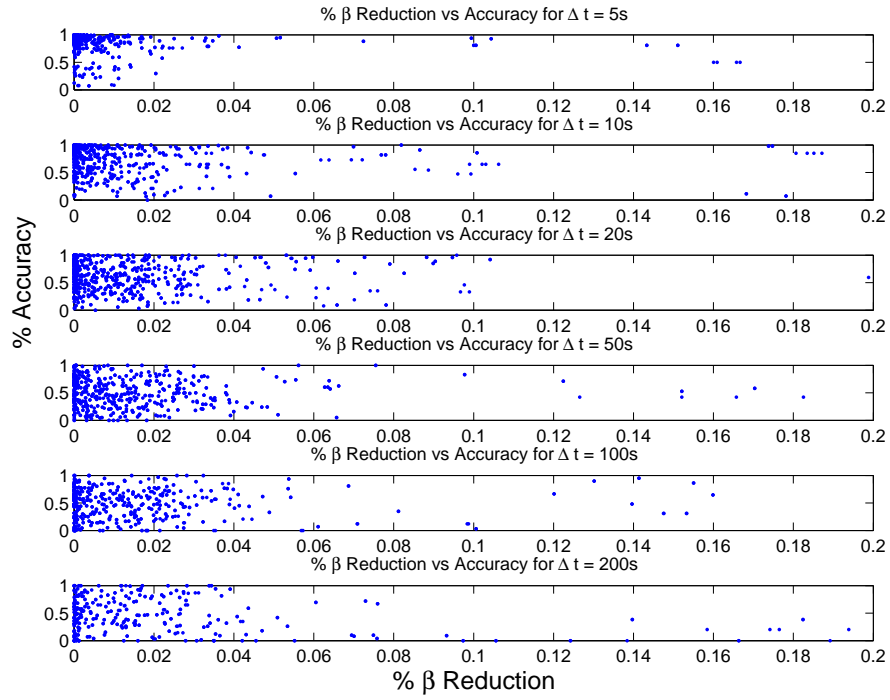 % β Reduction vs Accuracy for Δ t = 5s
1
0.5
0
0 0.02 0.04 0.06 0.08 0.1 0.12 0.14 0.16 0.18 0.2
% β Reduction vs Accuracy for Δ t = 10s
1
0.5
0
0 0.02 0.04 0.06 0.08 0.1 0.12 0.14 0.16 0.18 0.2
% β Reduction vs Accuracy for Δ t = 20s
1
0.5
0
0 0.02 0.04 0.06 0.08 0.1 0.12 0.14 0.16 0.18 0.2
% Accuracy
% β Reduction vs Accuracy for Δ t = 50s
1
0.5
0
0 0.02 0.04 0.06 0.08 0.1 0.12 0.14 0.16 0.18 0.2
% β Reduction vs Accuracy for Δ t = 100s
1
0.5
0
0 0.02 0.04 0.06 0.08 0.1 0.12 0.14 0.16 0.18 0.2
% β Reduction vs Accuracy for Δ t = 200s
1
0.5
0
0 0.02 0.04 0.06 0.08 0.1 0.12 0.14 0.16 0.18 0.2
% β Reduction